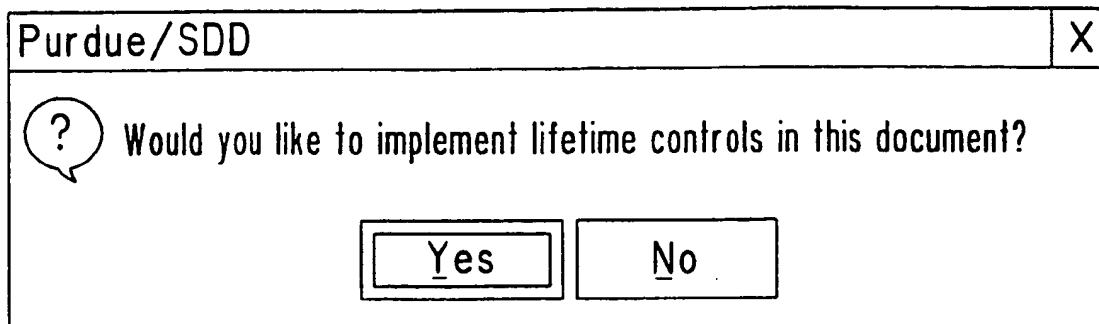 Purdue/SDD X
? Would you like to implement lifetime controls in this document?
Yes No